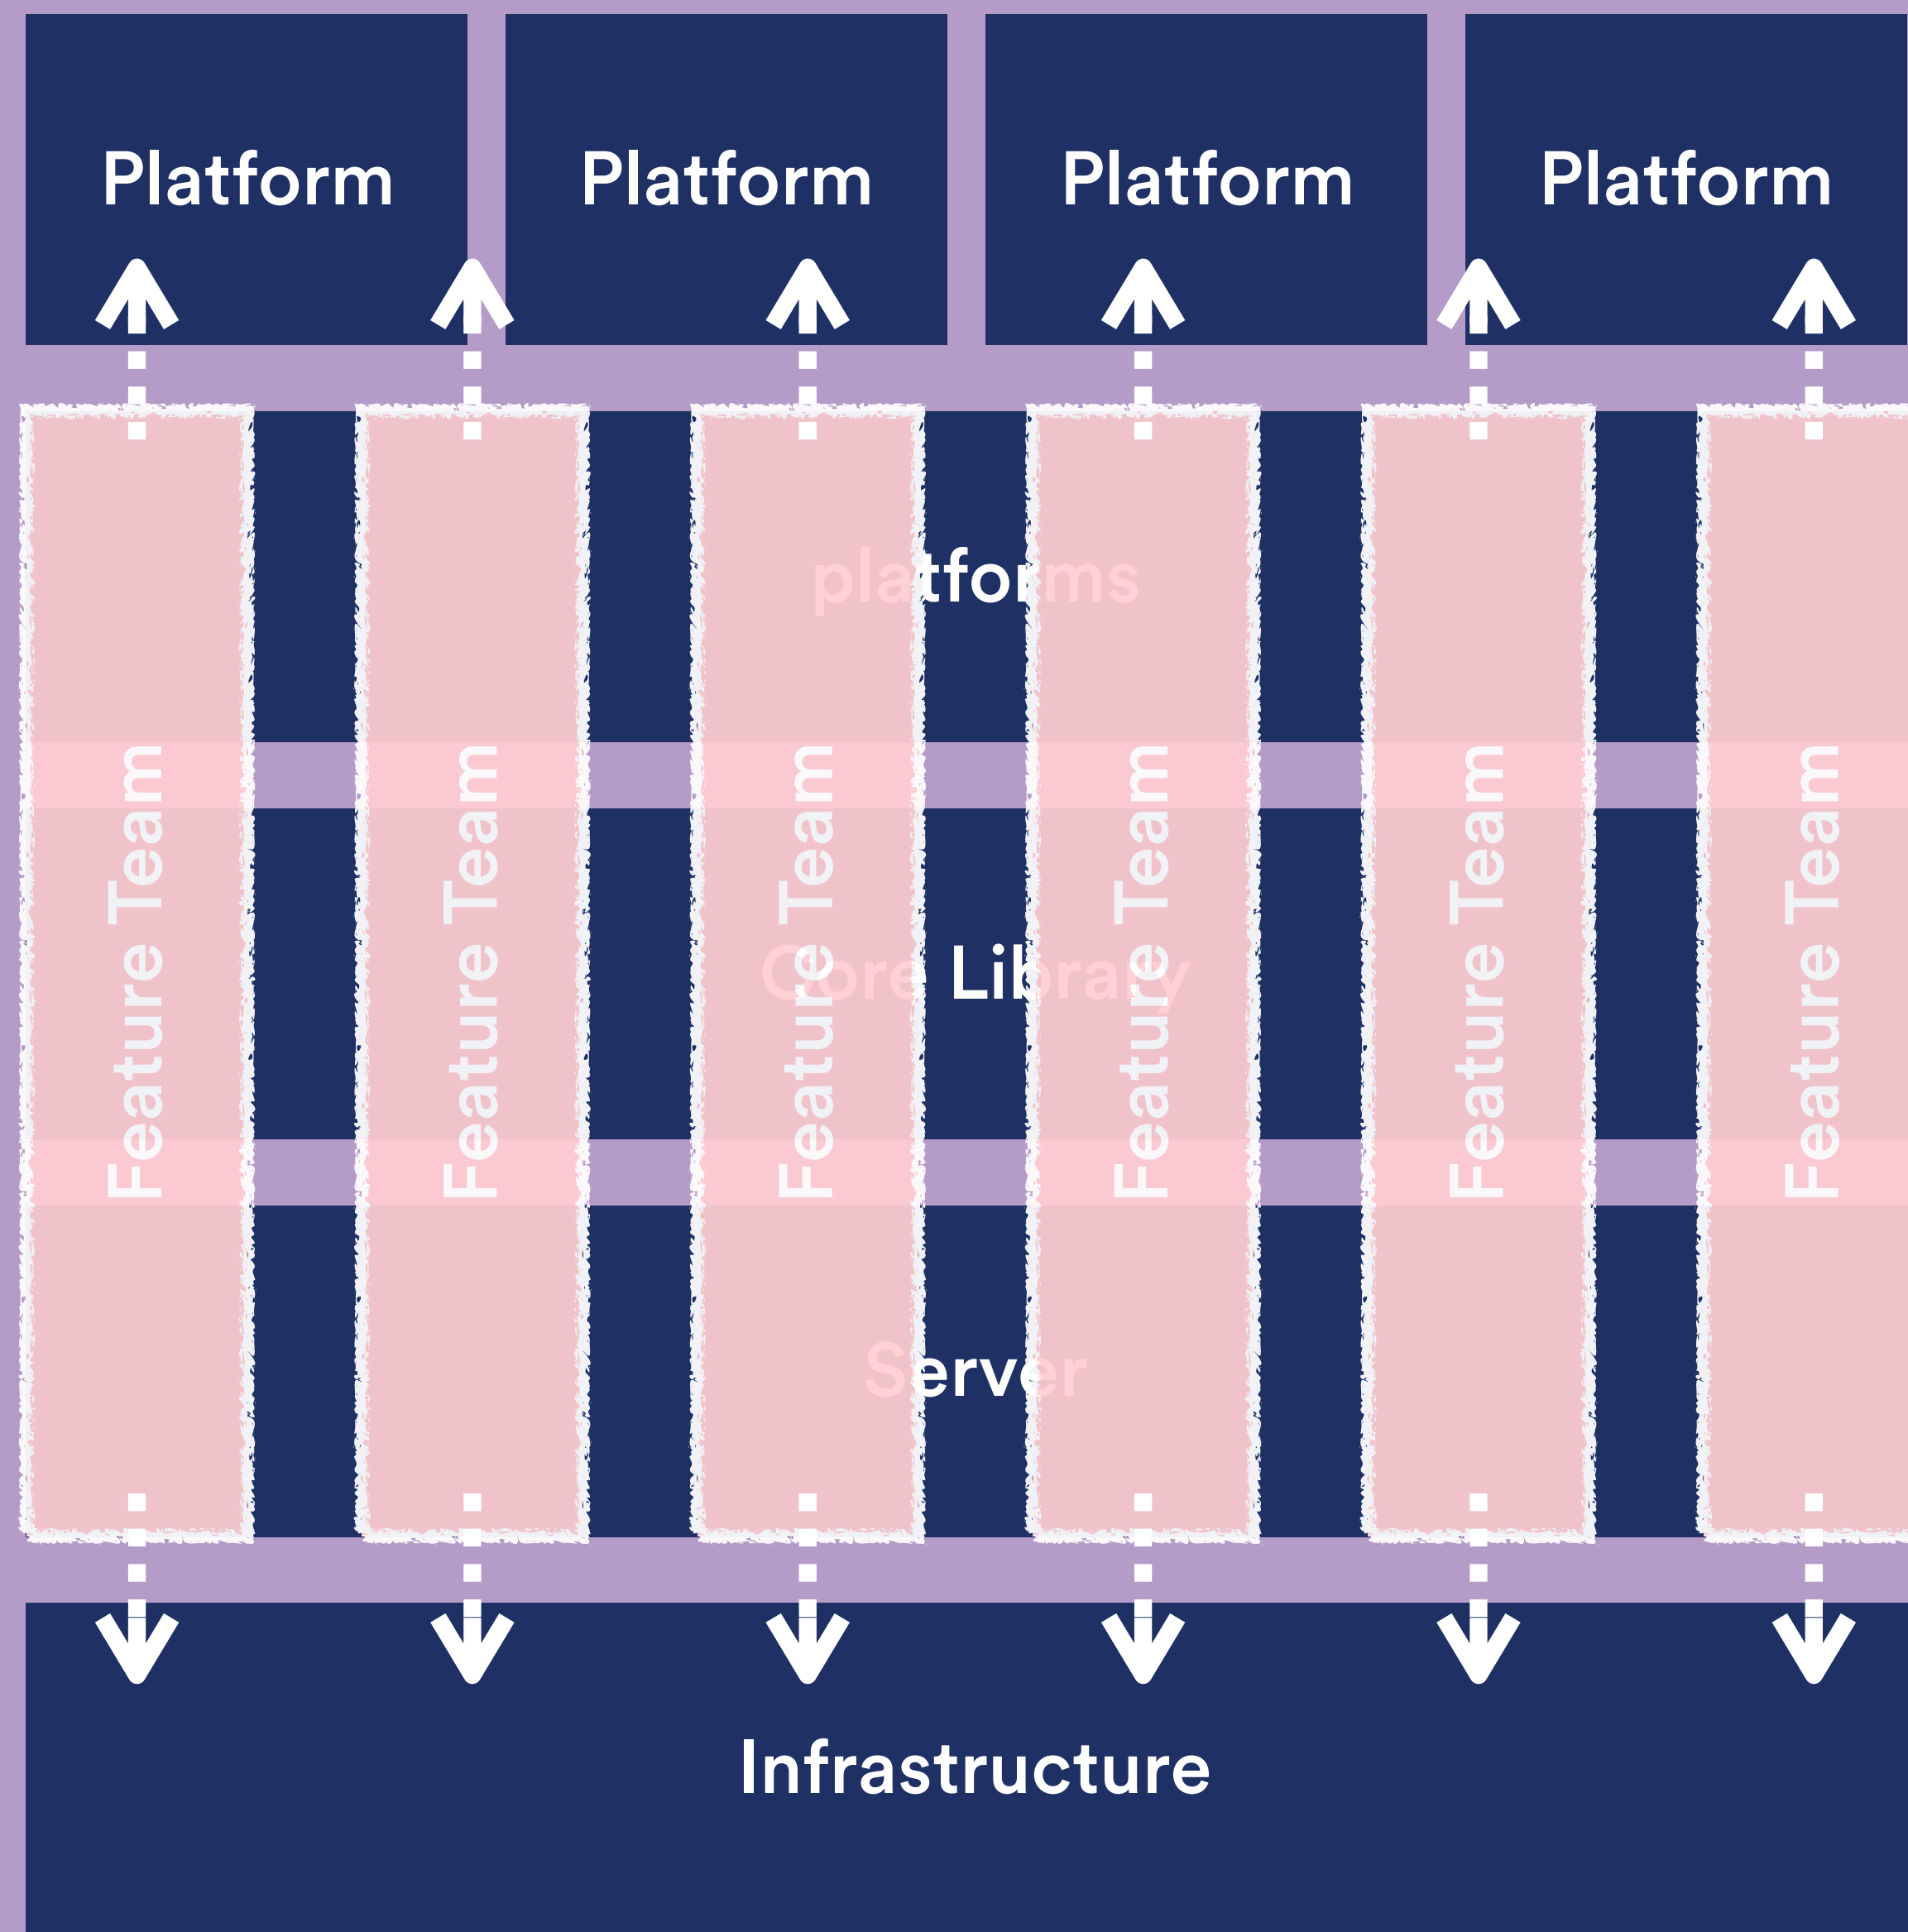 Platform
Platform
Platform
Platform
platforms
Feature Team
Feature Team
Feature Team
Feature Team
Feature Team
Feature Team
Core Library
Server
Infrastructure